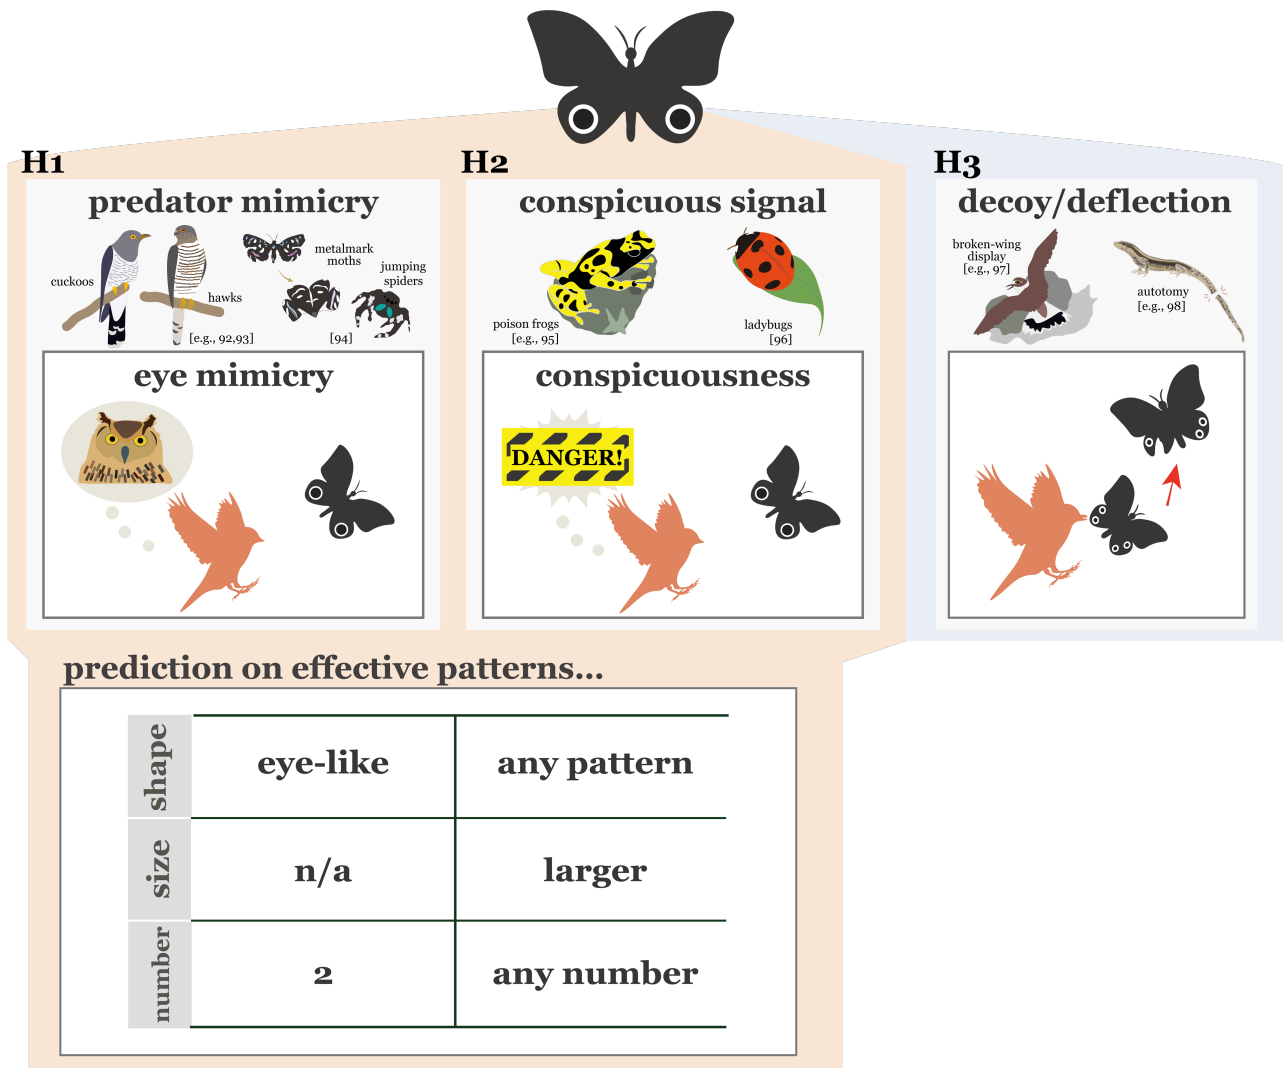 H1
predator mimicry
cuckoos
hawks
[e.g., 92,93]
metalmark
moths
[94]
jumping
spiders
eye mimicry
H2
conspicuous signal
poison frogs
[e.g., 95]
ladybugs
[96]
conspicuousness
DANGER!
H3
decoy/deflection
broken-wing
display
[e.g., 97]
autotomy
[e.g., 98]
prediction on effective patterns...
shape
eye-like
any pattern
size
n/a
larger
number
2
any number